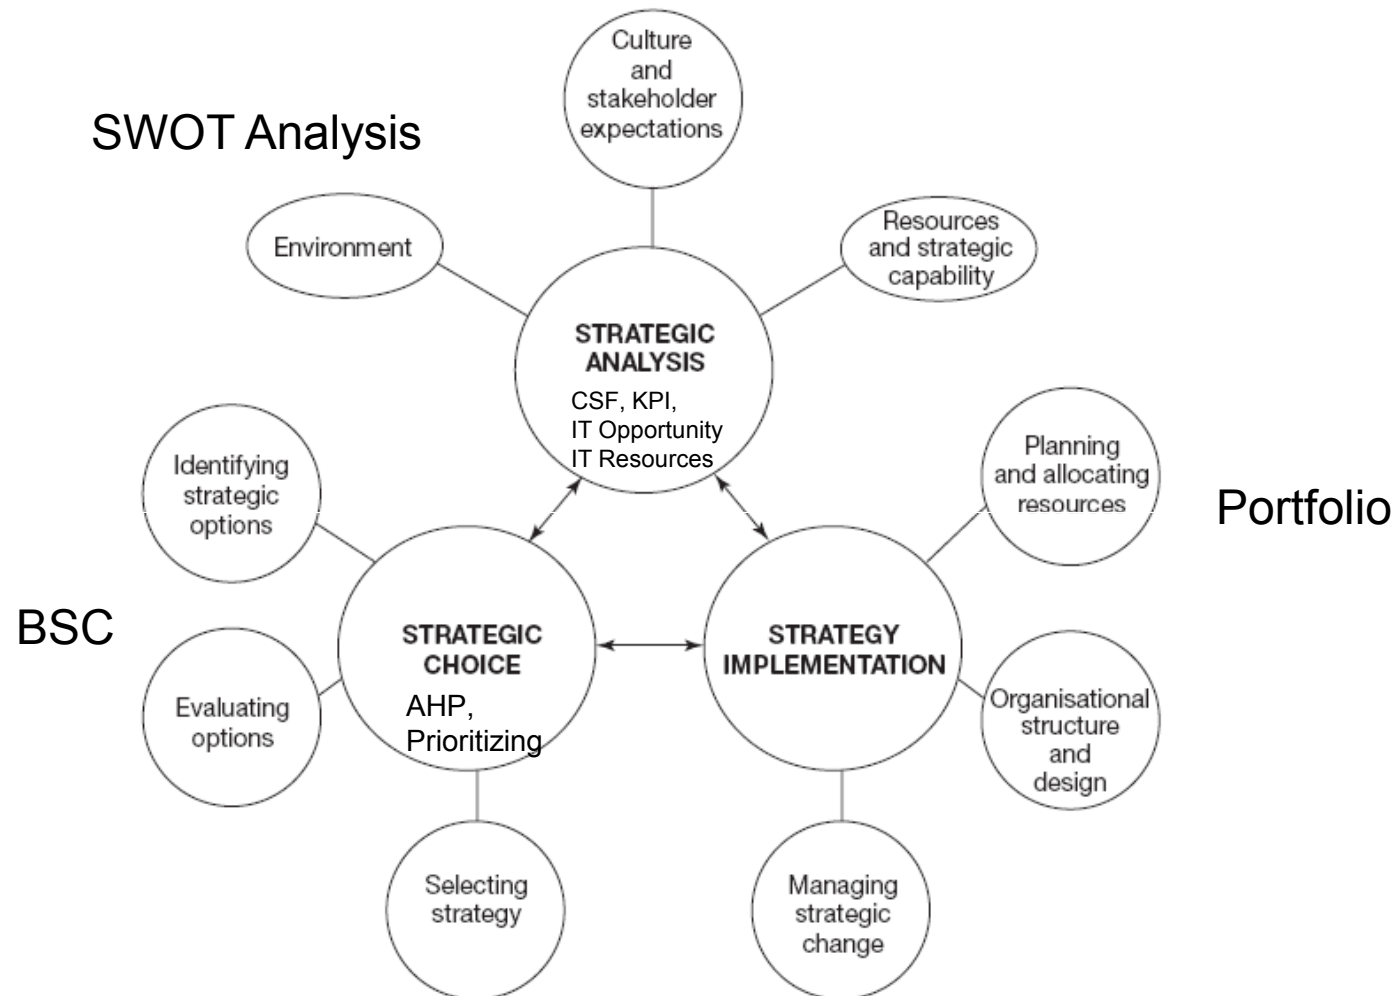 Culture
and
stakeholder
expectations
SWOT Analysis
Environment
Resources
and strategic
capability
STRATEGIC
ANALYSIS
CSF, KPI,
IT Opportunity
IT Resources
Identifying
strategic
options
Planning
and allocating
resources
Portfolio
BSC
STRATEGIC
CHOICE
AHP,
Prioritizing
STRATEGY
IMPLEMENTATION
Evaluating
options
Organisational
structure
and
design
Selecting
strategy
Managing
strategic
change